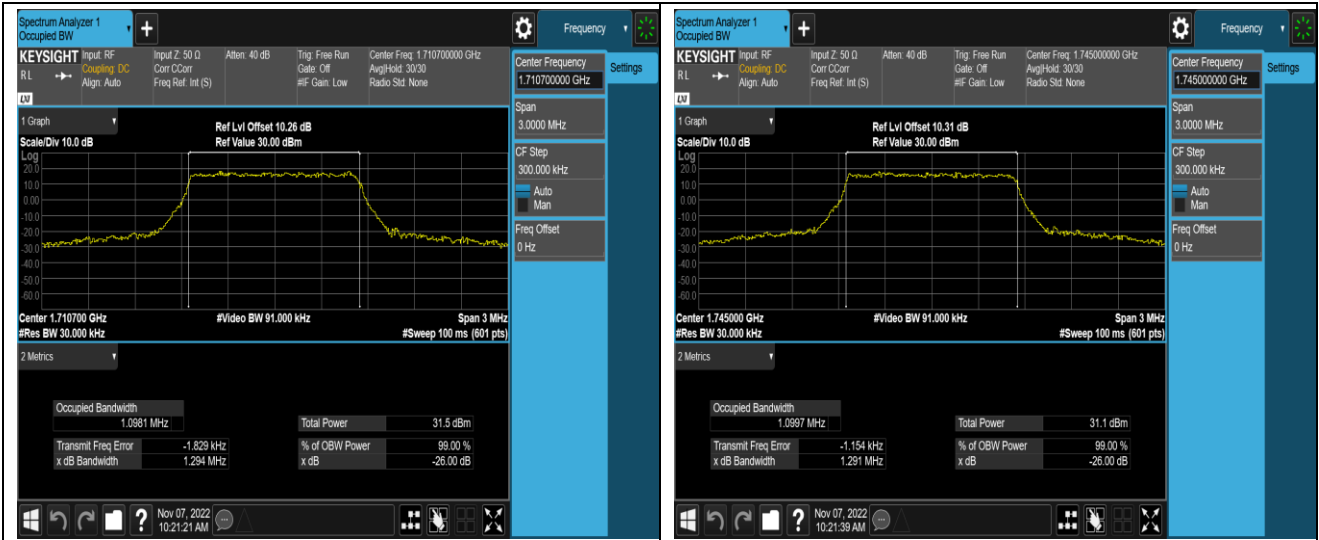 Spectrum Analyzer 1
Occupied BW
+
Frequency
KEYSIGHT Input: RF Input Z: 50 Ω Atten: 40 dB Trig: Free Run Center Freq: 1.710700000 GHz
Coupling: DC Corr CCorr Gate: Off Avg|Hold: 30/30
RL Align: Auto Freq Ref: Int (S) #IF Gain: Low Radio Std: None
LXI
Center Frequency
1.710700000 GHz
Settings
Span
3.0000 MHz
CF Step
300.000 kHz
Auto
Man
Freq Offset
0 Hz
1 Graph
Ref Lvl Offset 10.26 dB
Scale/Div 10.0 dB Ref Value 30.00 dBm
Log
20.0
10.0
0.00
-10.0
-20.0
-30.0
-40.0
-50.0
-60.0
Center 1.710700 GHz #Video BW 91.000 kHz Span 3 MHz
#Res BW 30.000 kHz #Sweep 100 ms (601 pts)
2 Metrics
Occupied Bandwidth
1.0981 MHz Total Power 31.5 dBm
Transmit Freq Error -1.829 kHz % of OBW Power 99.00 %
x dB Bandwidth 1.294 MHz x dB -26.00 dB
? Nov 07, 2022
10:21:21 AM
Spectrum Analyzer 1
Occupied BW
+
Frequency
KEYSIGHT Input: RF Input Z: 50 Ω Atten: 40 dB Trig: Free Run Center Freq: 1.745000000 GHz
Coupling: DC Corr CCorr Gate: Off Avg|Hold: 30/30
RL Align: Auto Freq Ref: Int (S) #IF Gain: Low Radio Std: None
LXI
Center Frequency
1.745000000 GHz
Settings
Span
3.0000 MHz
CF Step
300.000 kHz
Auto
Man
Freq Offset
0 Hz
1 Graph
Ref Lvl Offset 10.31 dB
Scale/Div 10.0 dB Ref Value 30.00 dBm
Log
20.0
10.0
0.00
-10.0
-20.0
-30.0
-40.0
-50.0
-60.0
Center 1.745000 GHz #Video BW 91.000 kHz Span 3 MHz
#Res BW 30.000 kHz #Sweep 100 ms (601 pts)
2 Metrics
Occupied Bandwidth
1.0997 MHz Total Power 31.1 dBm
Transmit Freq Error -1.154 kHz % of OBW Power 99.00 %
x dB Bandwidth 1.291 MHz x dB -26.00 dB
? Nov 07, 2022
10:21:39 AM